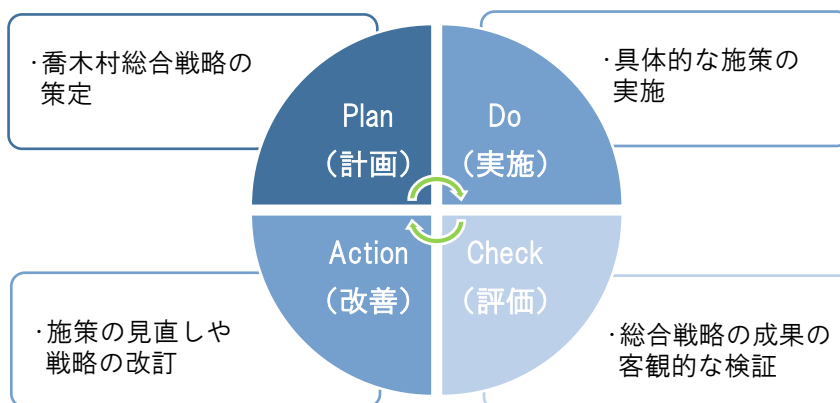 ・喬木村総合戦略の
策定
・具体的な施策の
実施
Plan
（計画）
Do
（実施）
Action
（改善）
Check
（評価）
・施策の見直しや
戦略の改訂
・総合戦略の成果の
客観的な検証